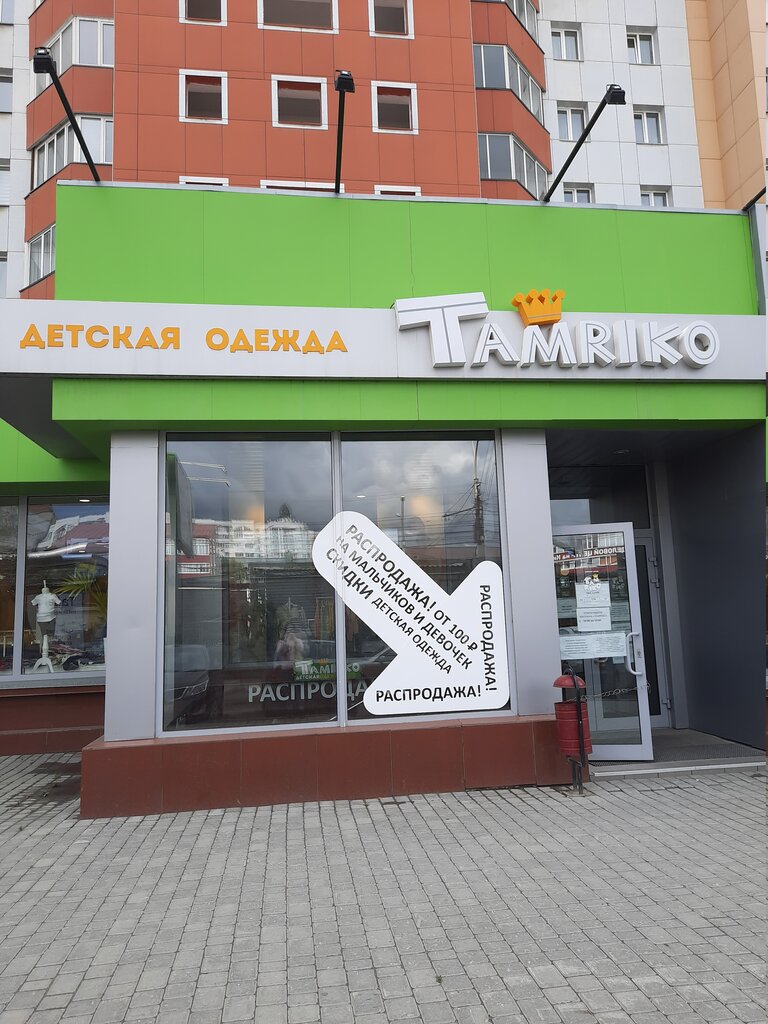 ДЕТСКАЯ ОДЕЖДА
TAMRIKO
РАСПРОДАЖА! ОТ 100 ₽
НА МАЛЬЧИКОВ И ДЕВОЧЕК
СКИДКИ ДЕТСКАЯ ОДЕЖДА
РАСПРОДАЖА!
РАСПРОДАЖА!
TAMRIKO
ДЕТСКАЯ
РАСПРОДА